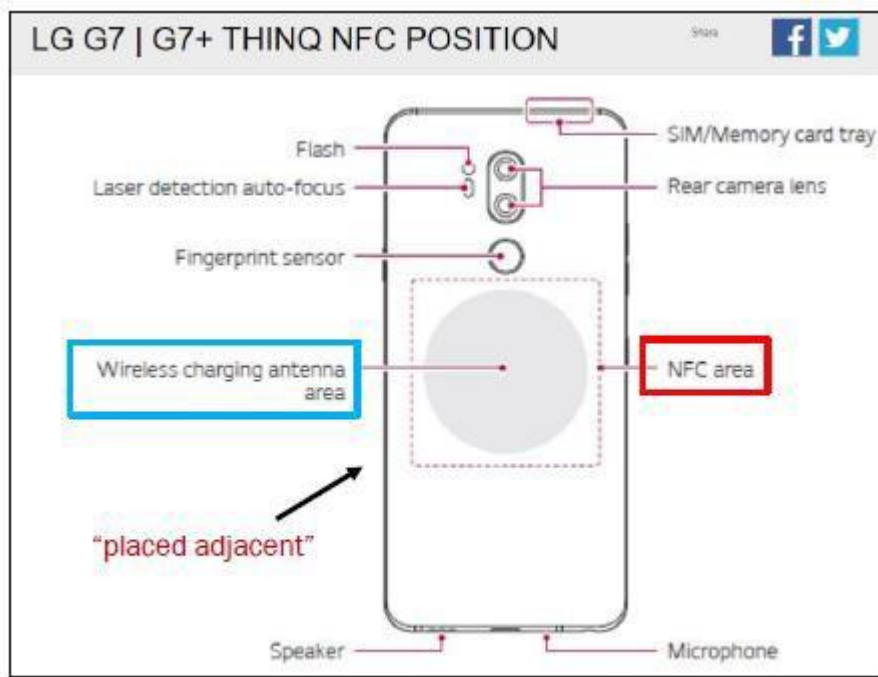 LG G7 | G7+ THINQ NFC POSITION
Share
Flash
SIM/Memory card tray
Laser detection auto-focus
Rear camera lens
Fingerprint sensor
Wireless charging antenna
area
NFC area
"placed adjacent"
Speaker
Microphone